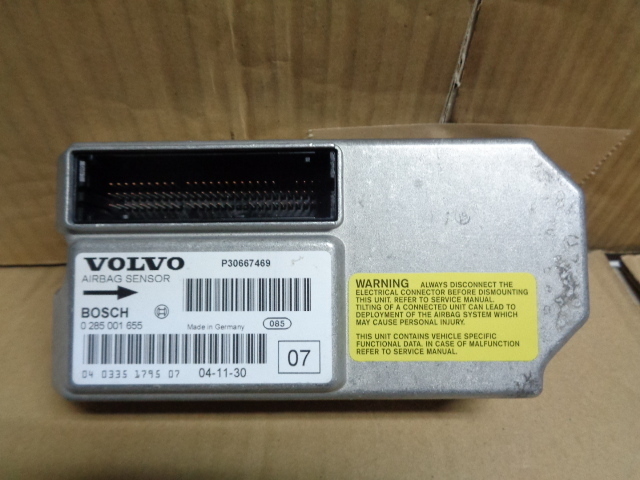 VOLVO
P30667469
AIRBAG SENSOR
BOSCH
0 285 001 655
Made in Germany
085
04 0335 1795 07
04-11-30
07
WARNING ALWAYS DISCONNECT THE
ELECTRICAL CONNECTOR BEFORE DISMOUNTING
THIS UNIT. REFER TO SERVICE MANUAL.
TILTING OF A CONNECTED UNIT CAN LEAD TO
DEPLOYMENT OF THE AIRBAG SYSTEM WHICH
MAY CAUSE PERSONAL INJURY.
THIS UNIT CONTAINS VEHICLE SPECIFIC
FUNCTIONAL DATA. IN CASE OF MALFUNCTION
REFER TO SERVICE MANUAL.